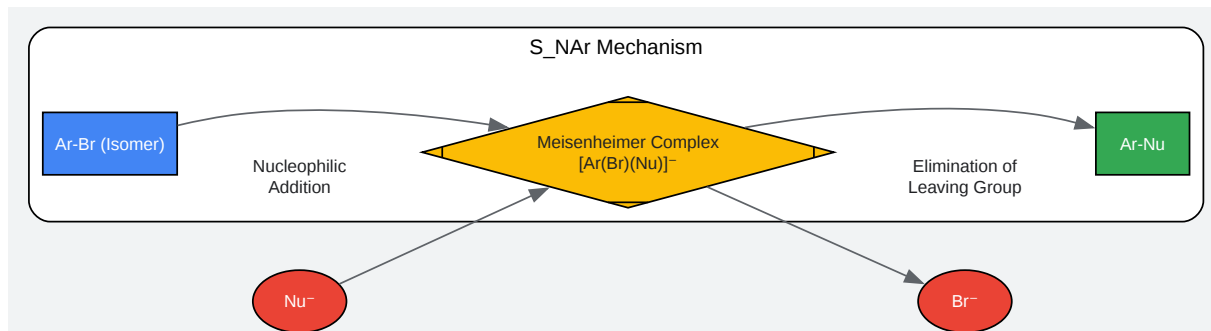 S_NAr Mechanism
Ar-Br (Isomer)
Nucleophilic
Addition
Meisenheimer Complex
[Ar(Br)(Nu)]⁻
Elimination of
Leaving Group
Ar-Nu
Nu⁻
Br⁻